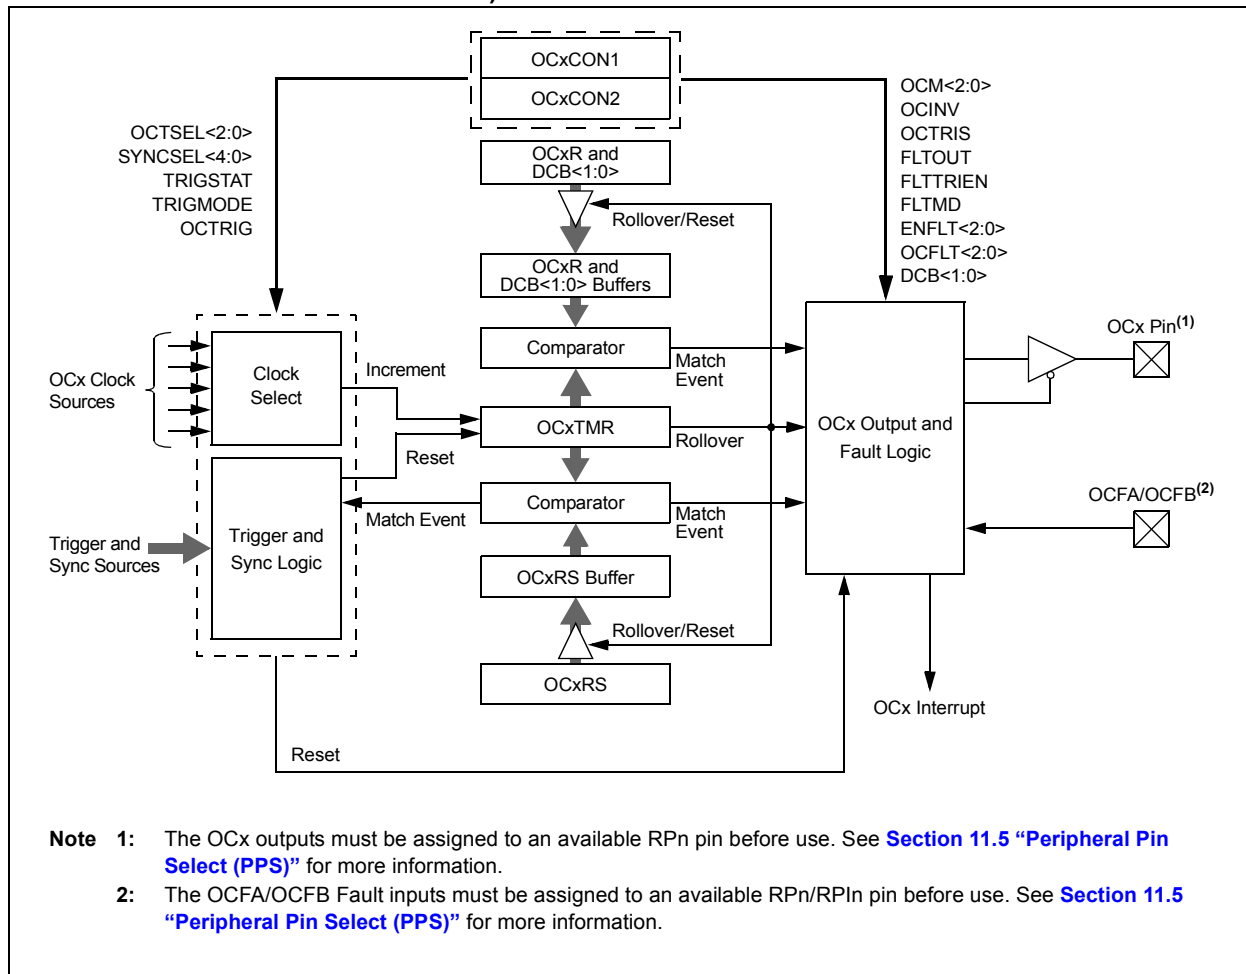 OCxCON1
OCxCON2
OCTSEL<2:0>
SYNCSEL<4:0>
TRIGSTAT
TRIGMODE
OCTRIG
OCM<2:0>
OCINV
OCTRIS
FLTOUT
FLTTRIEN
FLTMD
ENFLT<2:0>
OCFLT<2:0>
DCB<1:0>
OCxR and
DCB<1:0>
Rollover/Reset
OCxR and
DCB<1:0> Buffers
Comparator
Match
Event
OCx Clock
Sources
Clock
Select
Increment
OCxTMR
Rollover
Reset
Comparator
Match Event
Match
Event
Trigger and
Sync Sources
Trigger and
Sync Logic
OCxRS Buffer
Rollover/Reset
OCxRS
Reset
OCx Output and
Fault Logic
OCx Pin(1)
OCFA/OCFB(2)
OCx Interrupt
Note 1: The OCx outputs must be assigned to an available RPn pin before use. See Section 11.5 “Peripheral Pin
Select (PPS)” for more information.
2: The OCFA/OCFB Fault inputs must be assigned to an available RPn/RPIn pin before use. See Section 11.5
“Peripheral Pin Select (PPS)” for more information.